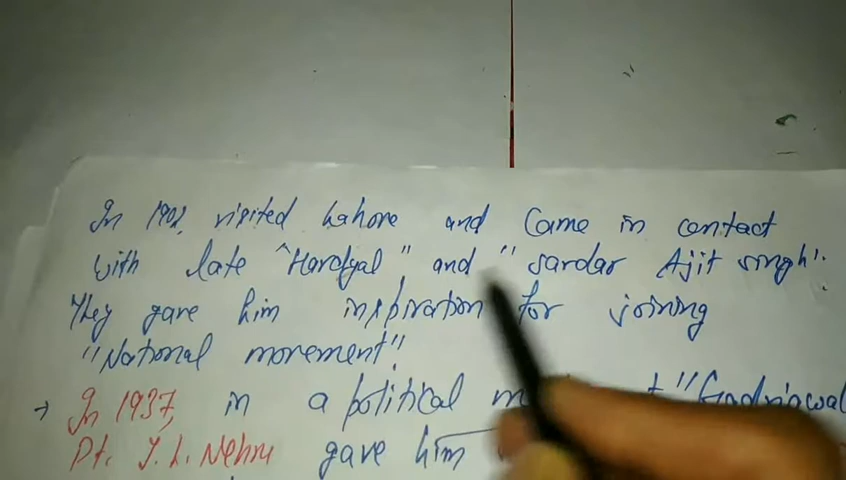 In 1902, visited Lahore and Came in contact
with late "Hardyal" and "Sardar Ajit singh".
They gave him inspiration for joining
"National movement"
→ In 1937, in a political
Pt. J. L. Nehru gave him